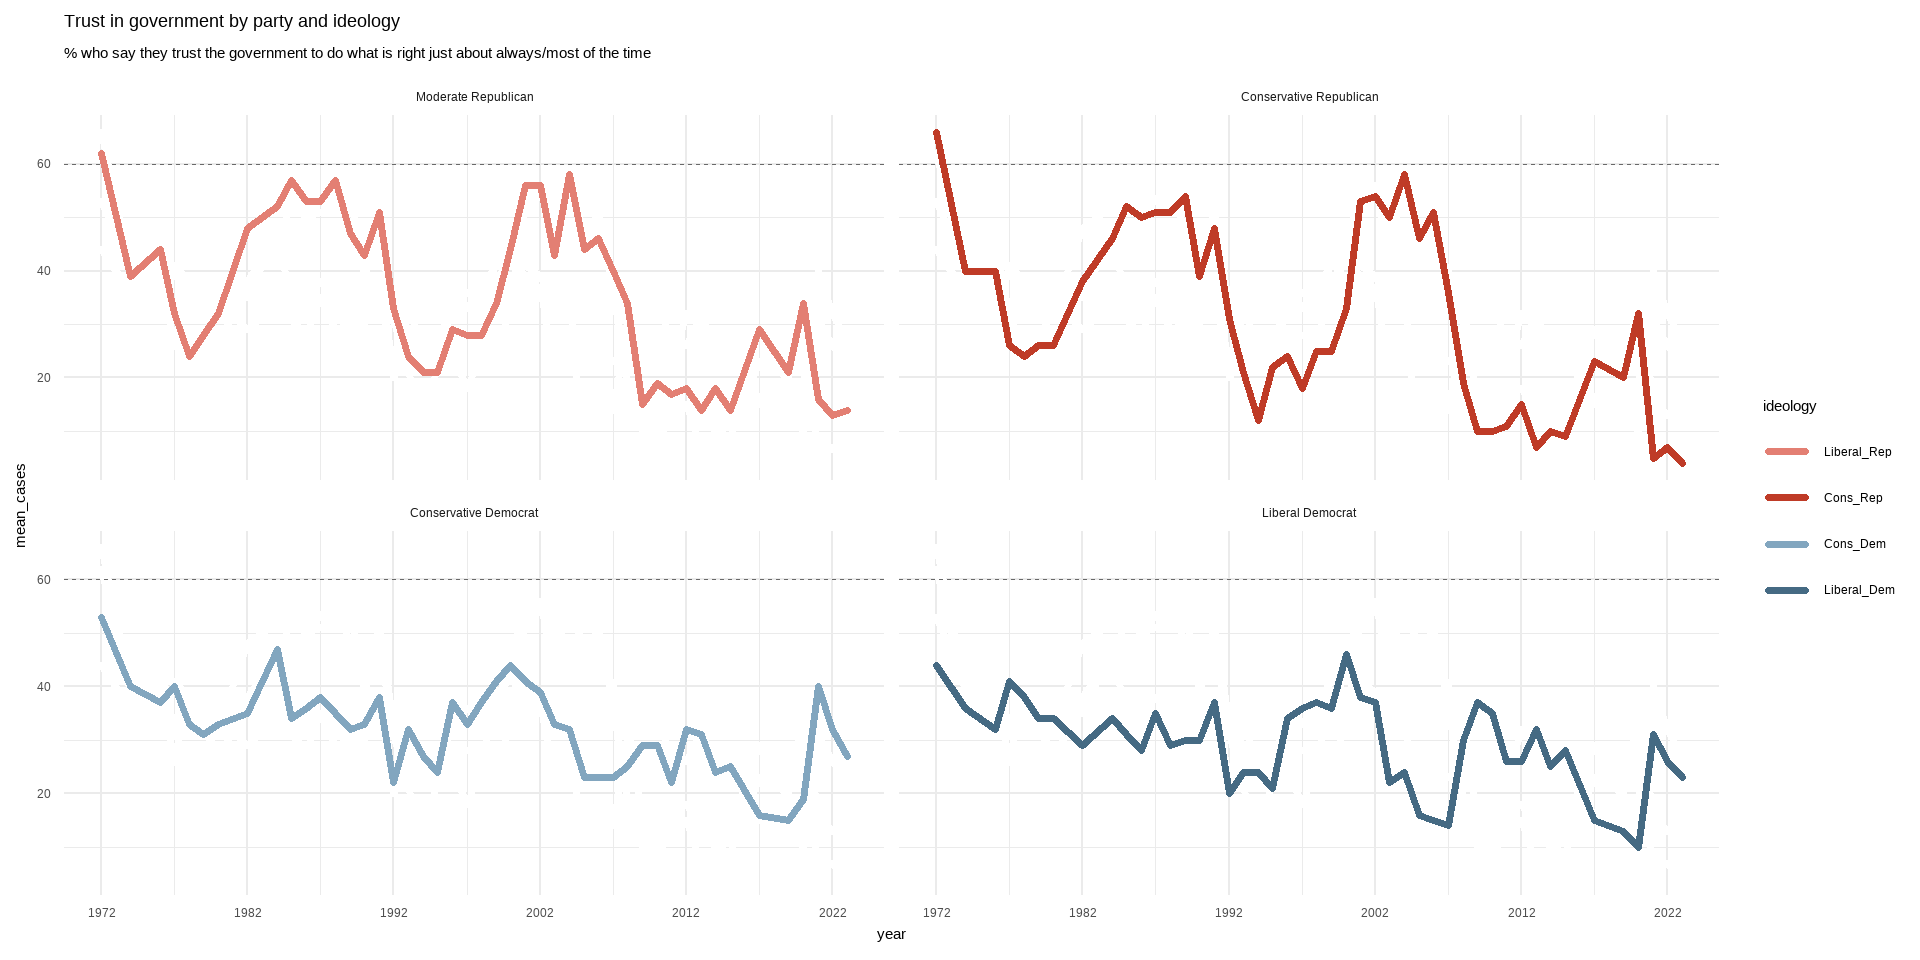 Trust in government by party and ideology
% who say they trust the government to do what is right just about always/most of the time
Moderate Republican
Conservative Republican
60
40
20
Conservative Democrat
Liberal Democrat
60
40
20
mean_cases
1972 1982 1992 2002 2012 2022
1972 1982 1992 2002 2012 2022
year
ideology
Liberal_Rep
Cons_Rep
Cons_Dem
Liberal_Dem